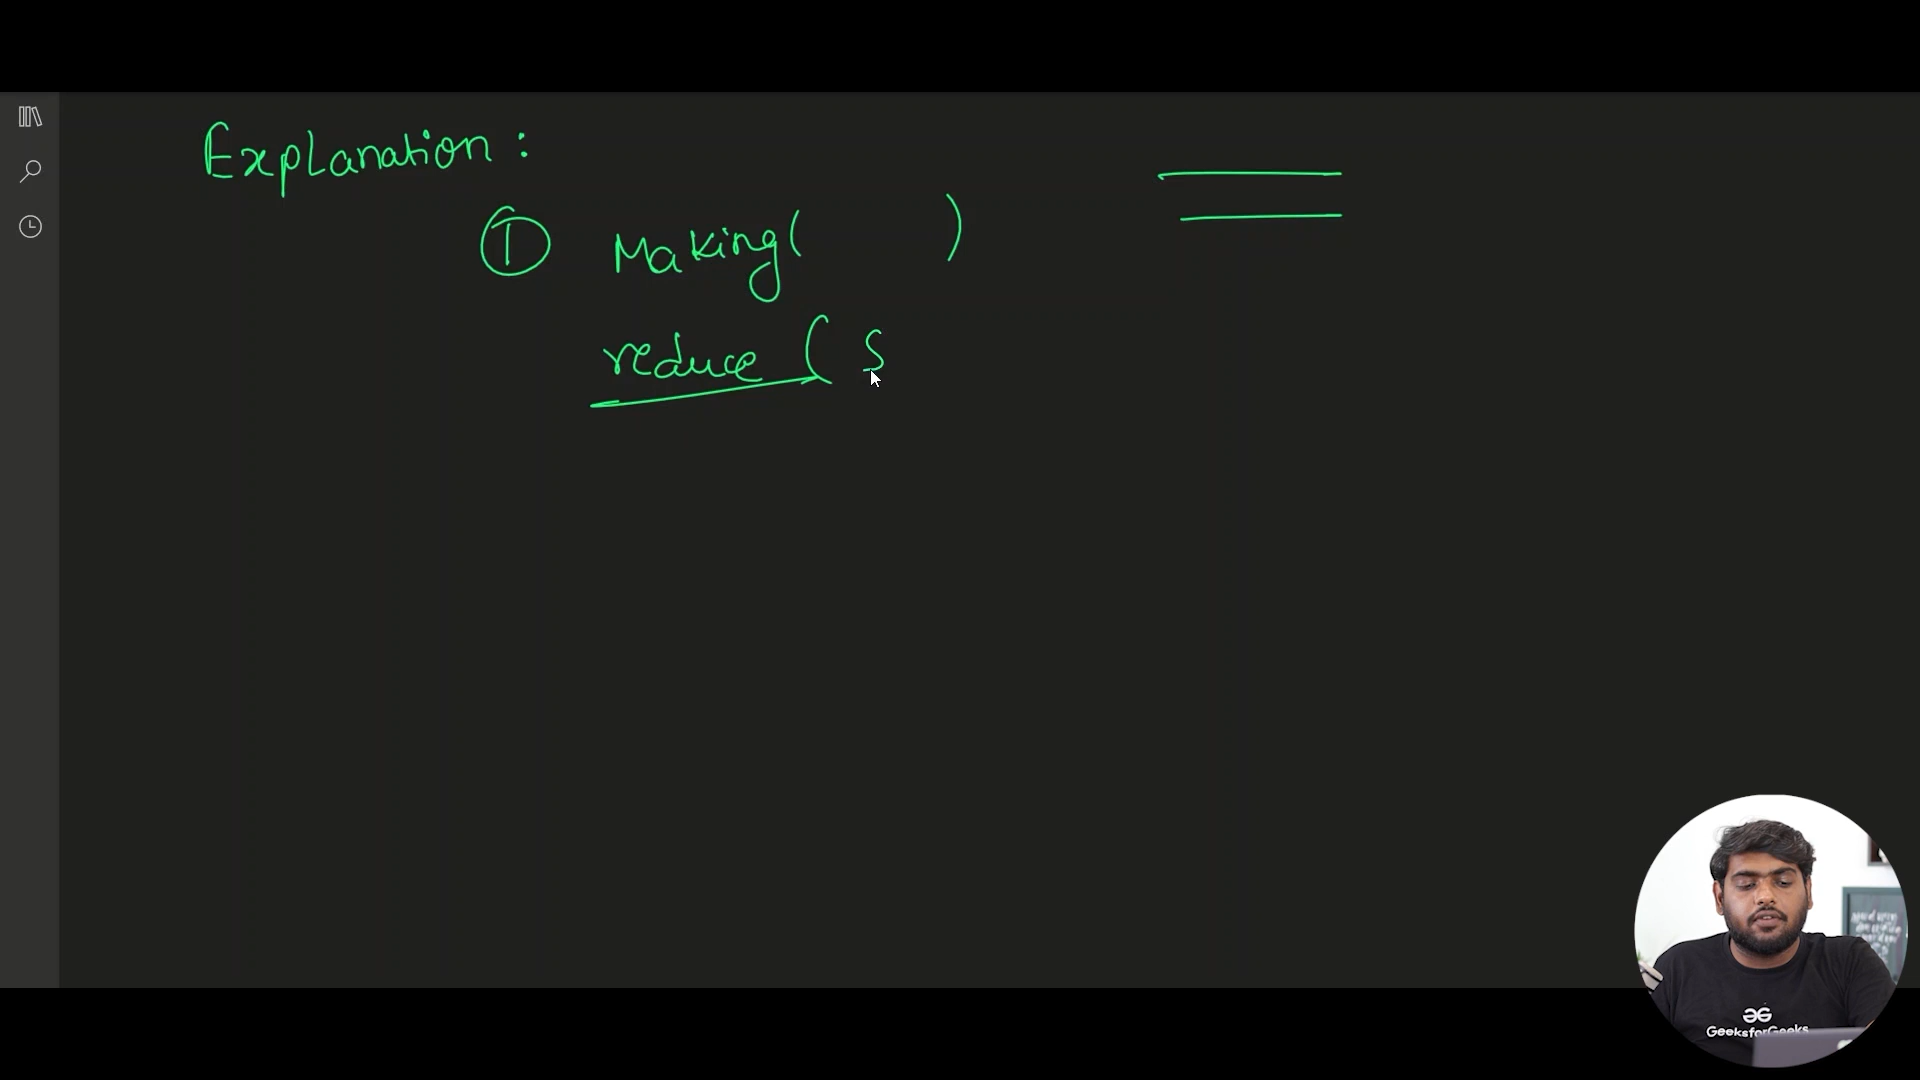 Explanation :
① Making( )
reduce ( S
GeeksforGeeks